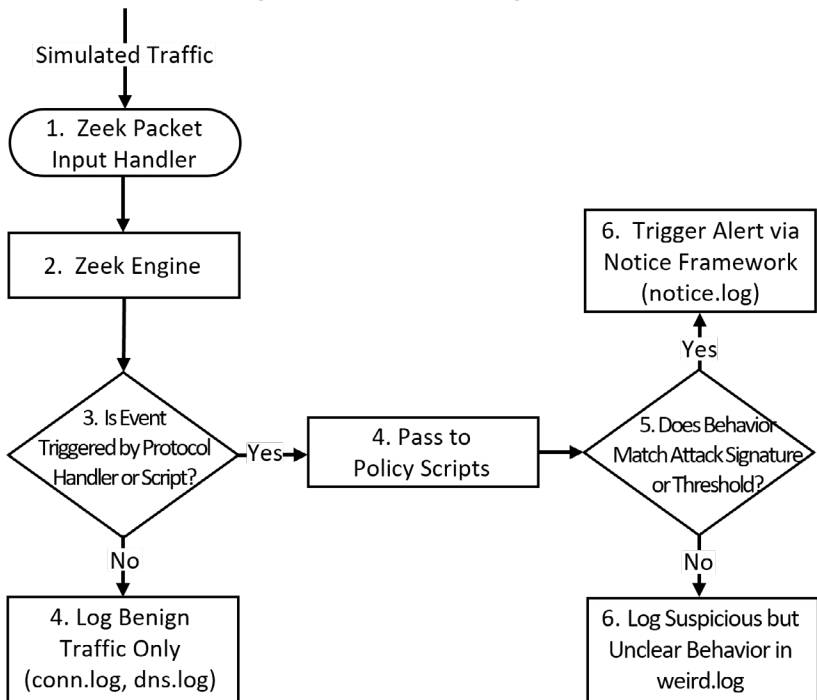 Simulated Traffic
1. Zeek Packet
Input Handler
2. Zeek Engine
3. Is Event
Triggered by Protocol
Handler or Script?
Yes
No
4. Log Benign
Traffic Only
(conn.log, dns.log)
4. Pass to
Policy Scripts
5. Does Behavior
Match Attack Signature
or Threshold?
Yes
6. Trigger Alert via
Notice Framework
(notice.log)
No
6. Log Suspicious but
Unclear Behavior in
weird.log